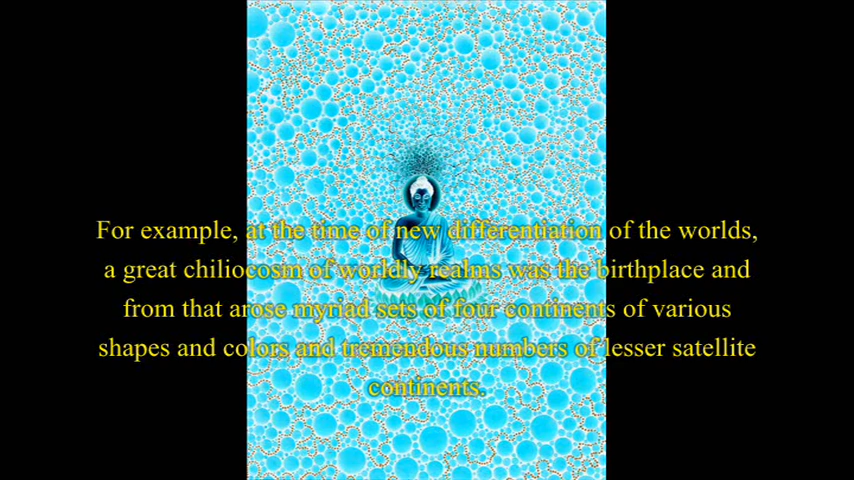 For example, at the time of new differentiation of the worlds,
a great chiliocosm of worldly realms was the birthplace and
from that arose myriad sets of four continents of various
shapes and colors and tremendous numbers of lesser satellite
continents.